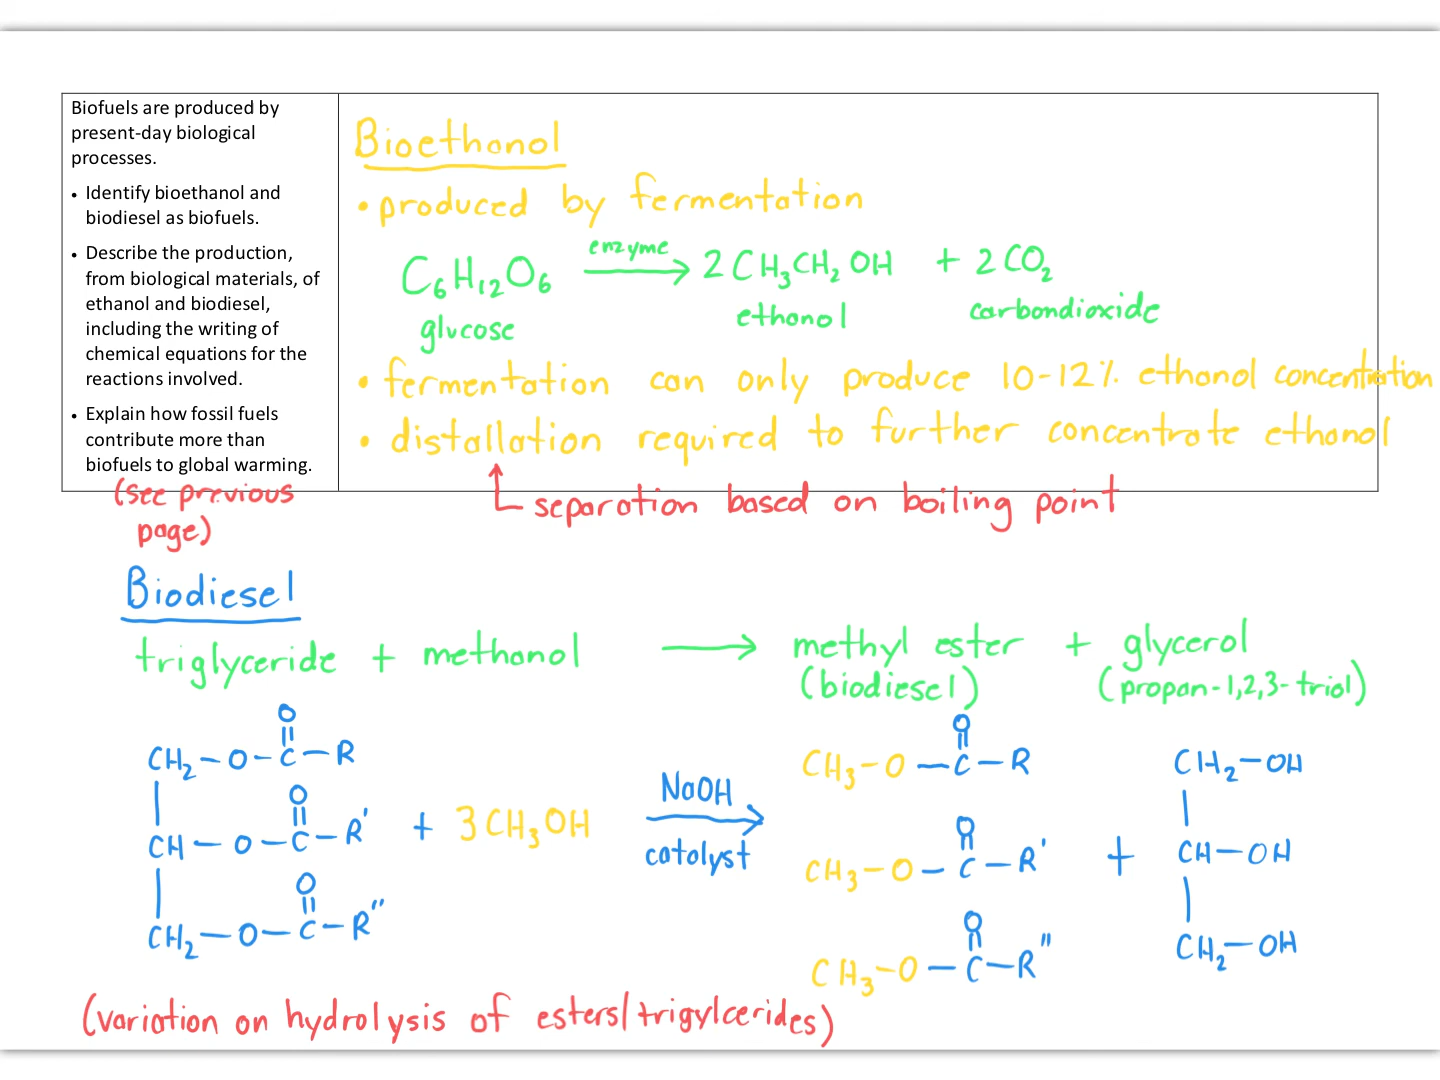 Biofuels are produced by
present-day biological
processes.
• Identify bioethanol and
biodiesel as biofuels.
• Describe the production,
from biological materials, of
ethanol and biodiesel,
including the writing of
chemical equations for the
reactions involved.
• Explain how fossil fuels
contribute more than
biofuels to global warming.
(see previous
page)
Bioethanol
• produced by fermentation
C₆H₁₂O₆ enzyme → 2CH₃CH₂OH + 2CO₂
glucose ethanol carbondioxide
• fermentation can only produce 10-12% ethanol concentration
• distallation required to further concentrate ethanol
separation based on boiling point
Biodiesel
triglyceride + methanol → methyl ester + glycerol
(biodiesel) (propan-1,2,3-triol)
O O
CH₂-O-C-R CH₃-O-C-R CH₂-OH
O NaOH O
CH-O-C-R' + 3CH₃OH → CH₃-O-C-R' + CH-OH
catalyst
O O
CH₂-O-C-R" CH₃-O-C-R" CH₂-OH
(variation on hydrolysis of esters/trigylcerides)